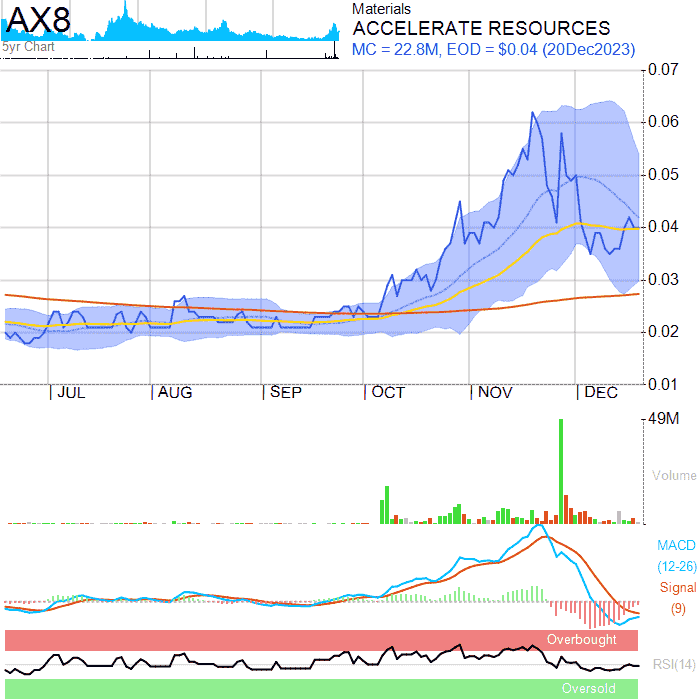 AX8
5yr Chart
Materials
ACCELERATE RESOURCES
MC = 22.8M, EOD = $0.04 (20Dec2023)
0.07
0.06
0.05
0.04
0.03
0.02
0.01
JUL AUG SEP OCT NOV DEC
49M
Volume
MACD
(12-26)
Signal
(9)
Overbought
RSI(14)
Oversold